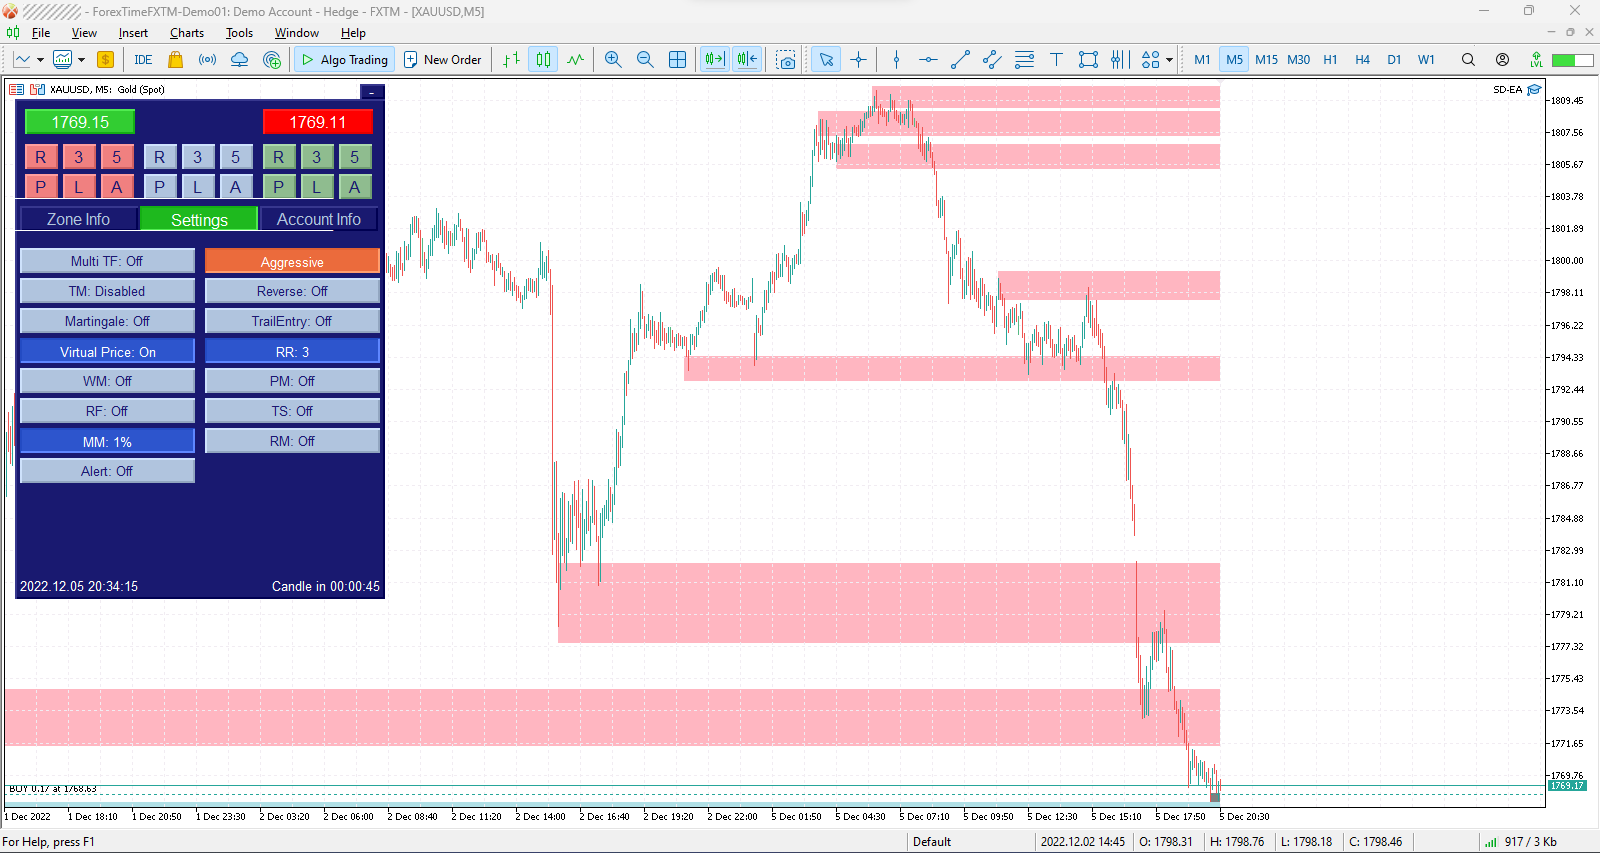 - ForexTimeFXTM-Demo01: Demo Account - Hedge - FXTM - [XAUUSD,M5]
File View Insert Charts Tools Window Help
IDE Algo Trading New Order M1 M5 M15 M30 H1 H4 D1 W1 LVL
XAUUSD, M5: Gold (Spot)
SD-EA
1769.15 1769.11
R 3 5 R 3 5 R 3 5
P L A P L A P L A
Zone Info Settings Account Info
Multi TF: Off Aggressive
TM: Disabled Reverse: Off
Martingale: Off TrailEntry: Off
Virtual Price: On RR: 3
WM: Off PM: Off
RF: Off TS: Off
MM: 1% RM: Off
Alert: Off
2022.12.05 20:34:15 Candle in 00:00:45
1809.45
1807.56
1805.67
1803.78
1801.89
1800.00
1798.11
1796.22
1794.33
1792.44
1790.55
1788.66
1786.77
1784.88
1782.99
1781.10
1779.21
1777.32
1775.43
1773.54
1771.65
1769.76
1769.17
BUY 0.17 at 1768.63
1 Dec 2022 1 Dec 18:10 1 Dec 20:50 1 Dec 23:30 2 Dec 03:20 2 Dec 06:00 2 Dec 08:40 2 Dec 11:20 2 Dec 14:00 2 Dec 16:40 2 Dec 19:20 2 Dec 22:00 5 Dec 01:50 5 Dec 04:30 5 Dec 07:10 5 Dec 09:50 5 Dec 12:30 5 Dec 15:10 5 Dec 17:50 5 Dec 20:30
For Help, press F1 Default 2022.12.02 14:45 O: 1798.31 H: 1798.76 L: 1798.18 C: 1798.46 917 / 3 Kb